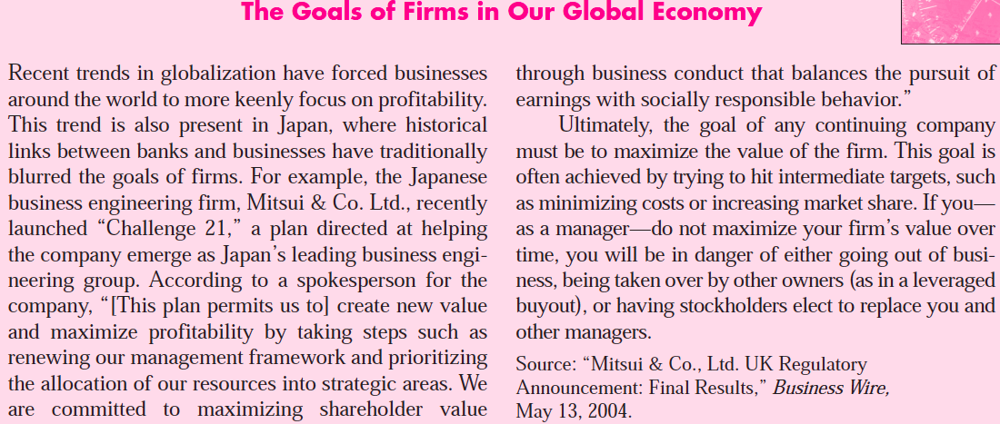 The Goals of Firms in Our Global Economy
Recent trends in globalization have forced businesses
around the world to more keenly focus on profitability.
This trend is also present in Japan, where historical
links between banks and businesses have traditionally
blurred the goals of firms. For example, the Japanese
business engineering firm, Mitsui & Co. Ltd., recently
launched “Challenge 21,” a plan directed at helping
the company emerge as Japan’s leading business engi-
neering group. According to a spokesperson for the
company, “[This plan permits us to] create new value
and maximize profitability by taking steps such as
renewing our management framework and prioritizing
the allocation of our resources into strategic areas. We
are committed to maximizing shareholder value
through business conduct that balances the pursuit of
earnings with socially responsible behavior.”
Ultimately, the goal of any continuing company
must be to maximize the value of the firm. This goal is
often achieved by trying to hit intermediate targets, such
as minimizing costs or increasing market share. If you—
as a manager—do not maximize your firm’s value over
time, you will be in danger of either going out of busi-
ness, being taken over by other owners (as in a leveraged
buyout), or having stockholders elect to replace you and
other managers.
Source: “Mitsui & Co., Ltd. UK Regulatory
Announcement: Final Results,” Business Wire,
May 13, 2004.